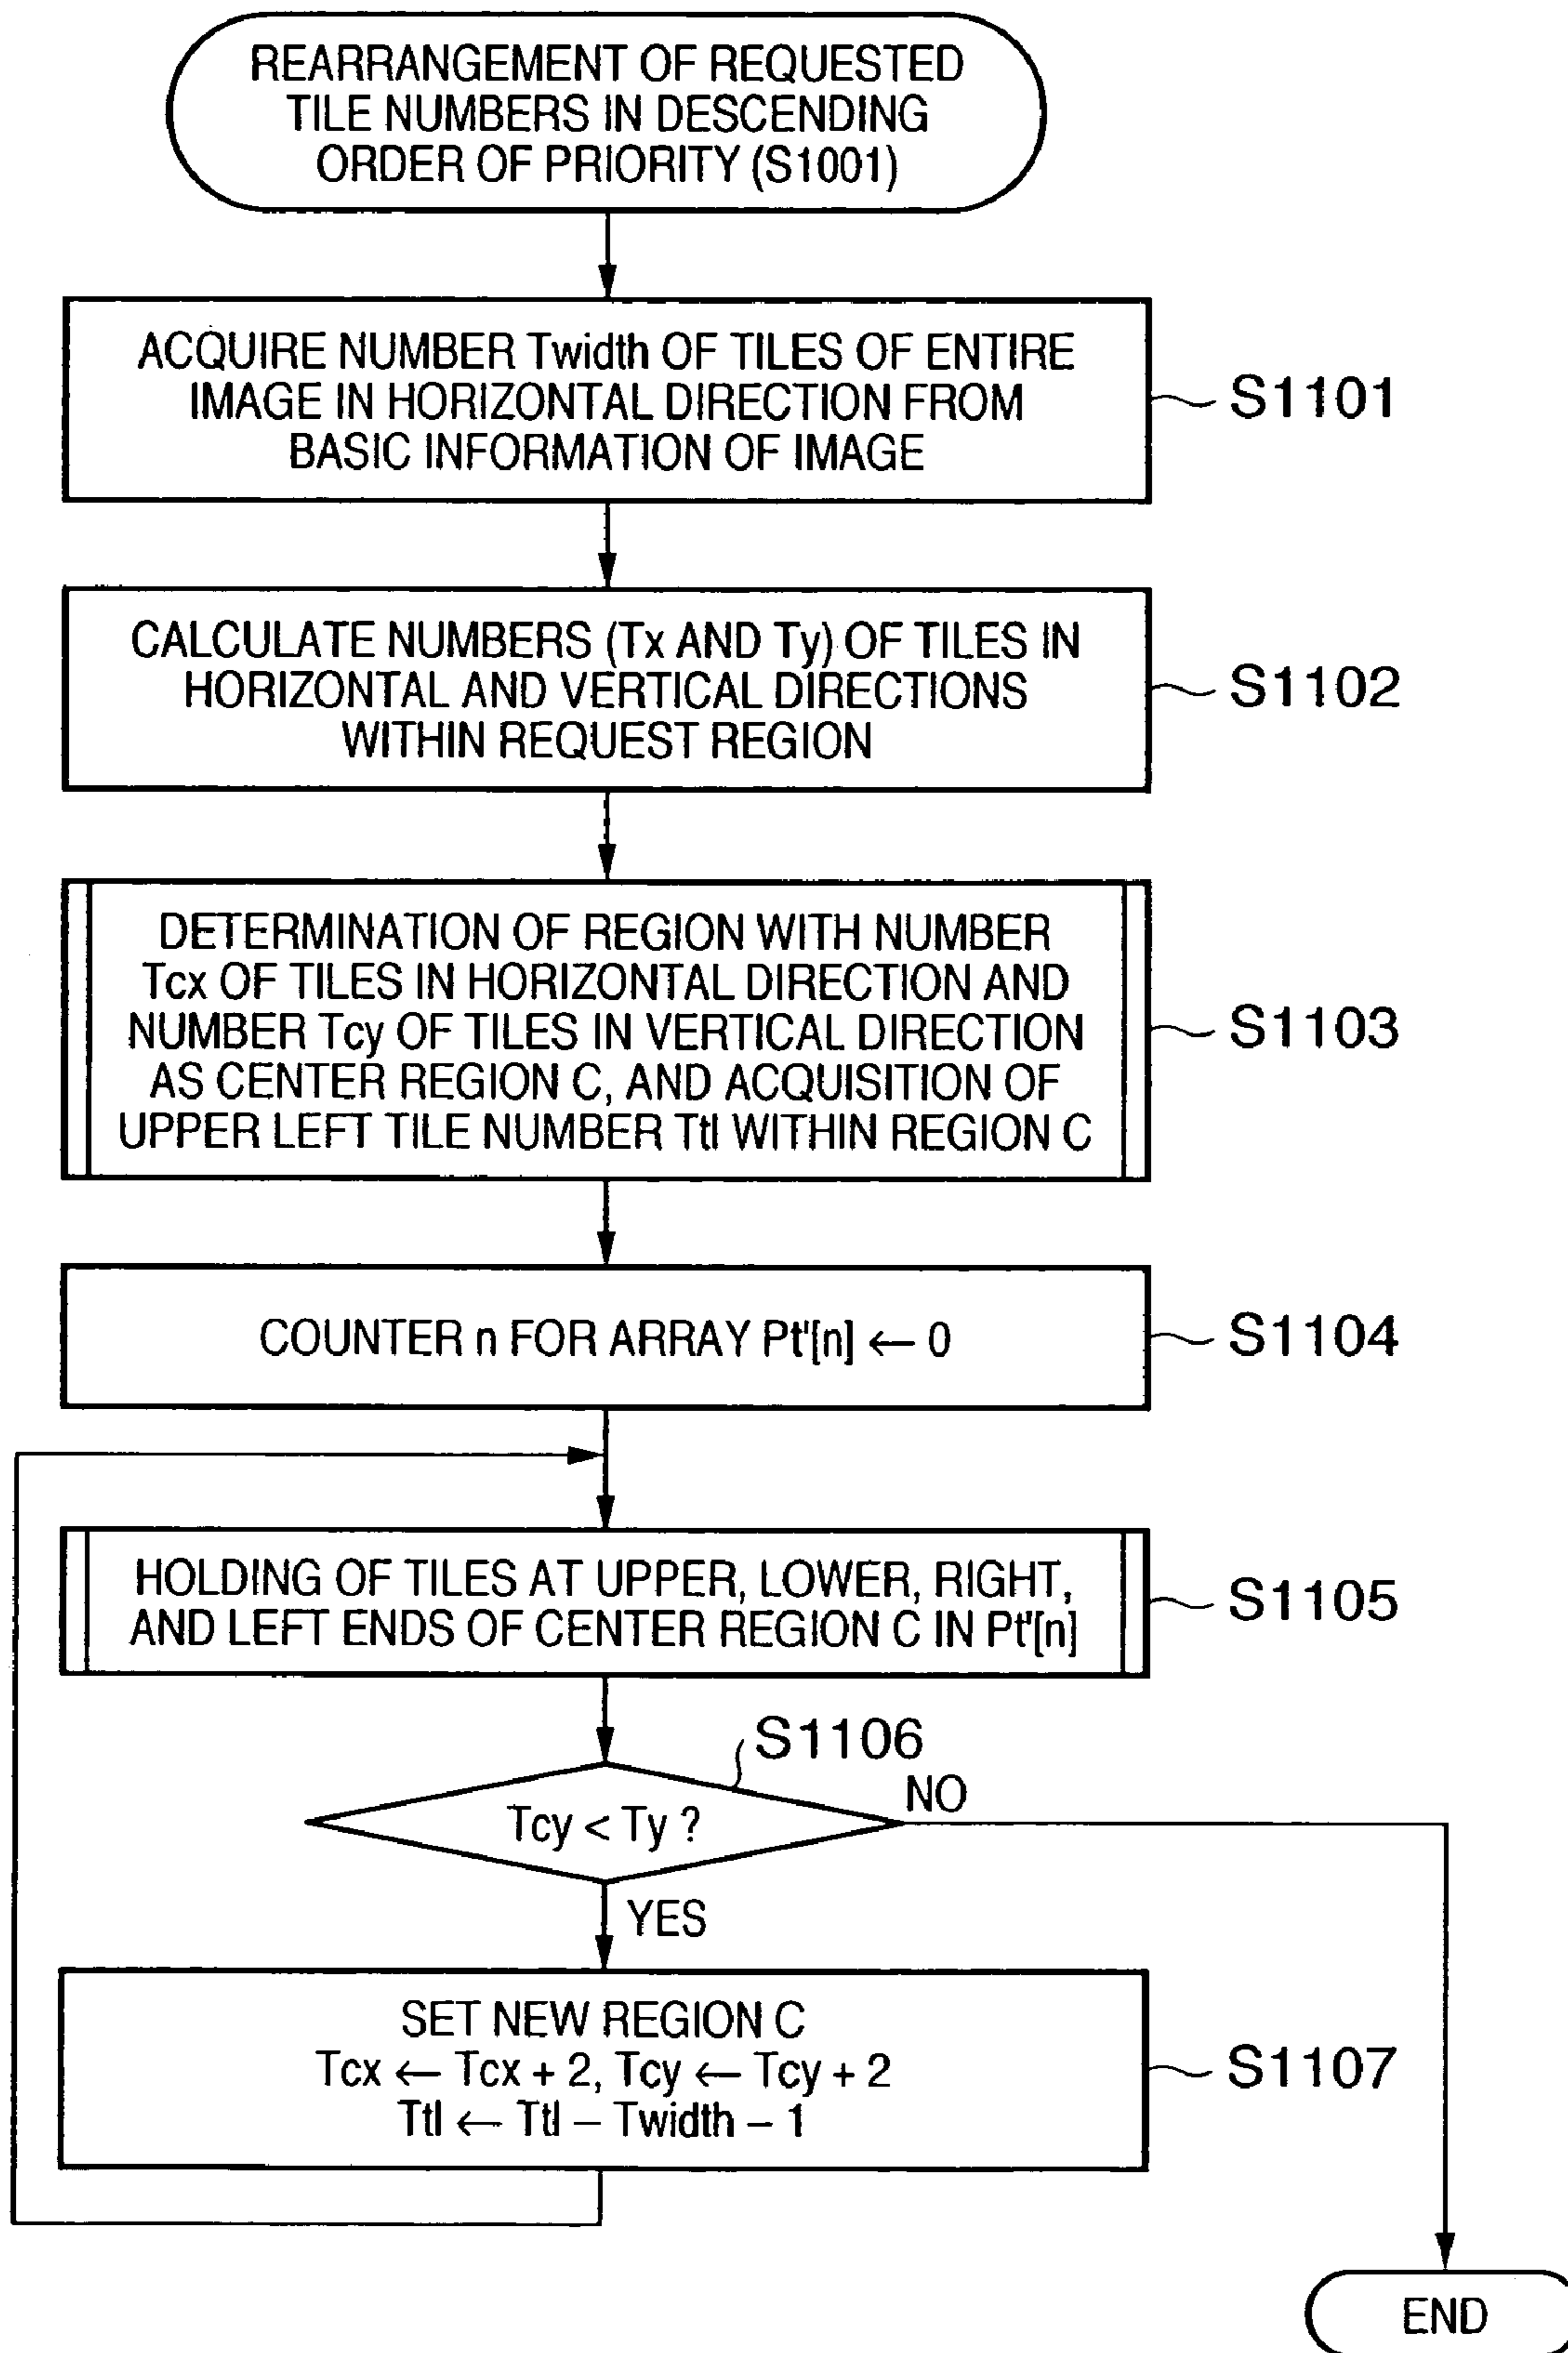 REARRANGEMENT OF REQUESTED
TILE NUMBERS IN DESCENDING
ORDER OF PRIORITY (S1001)
ACQUIRE NUMBER Twidth OF TILES OF ENTIRE
IMAGE IN HORIZONTAL DIRECTION FROM
BASIC INFORMATION OF IMAGE
S1101
CALCULATE NUMBERS (Tx AND Ty) OF TILES IN
HORIZONTAL AND VERTICAL DIRECTIONS
WITHIN REQUEST REGION
S1102
DETERMINATION OF REGION WITH NUMBER
Tcx OF TILES IN HORIZONTAL DIRECTION AND
NUMBER Tcy OF TILES IN VERTICAL DIRECTION
AS CENTER REGION C, AND ACQUISITION OF
UPPER LEFT TILE NUMBER Ttl WITHIN REGION C
S1103
COUNTER n FOR ARRAY Pt'[n] ← 0
S1104
HOLDING OF TILES AT UPPER, LOWER, RIGHT,
AND LEFT ENDS OF CENTER REGION C IN Pt'[n]
S1105
S1106
Tcy < Ty ?
NO
YES
SET NEW REGION C
Tcx ← Tcx + 2, Tcy ← Tcy + 2
Ttl ← Ttl – Twidth – 1
S1107
END